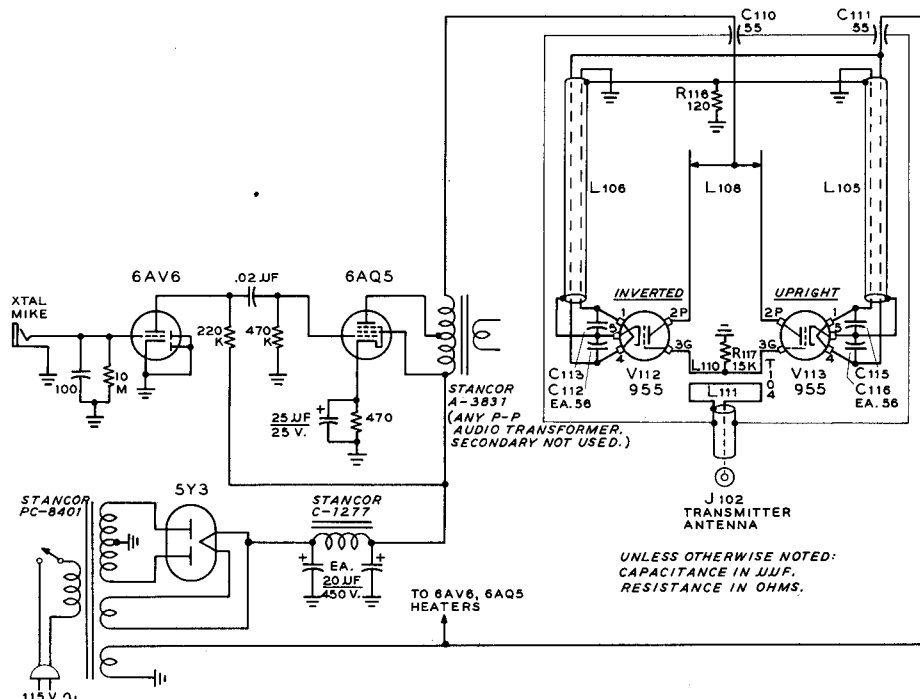 C110
55
C111
55
R116
120
L106
L108
L105
6AV6
.02 µF
6AQ5
XTAL
MIKE
220
K
470
K
100
10
M
INVERTED
UPRIGHT
1
5
4
2P
3G
2P
3G
1
5
4
L110
R117
15K
T04
C113
C112
EA. 56
V112
955
V113
955
C115
C116
EA. 56
L111
25 µF
25 V.
470
STANCOR
A-3831
(ANY P-P
AUDIO TRANSFORMER.
SECONDARY NOT USED.)
J102
TRANSMITTER
ANTENNA
STANCOR
PC-8401
5Y3
STANCOR
C-1277
EA.
20 µF
450 V.
TO 6AV6, 6AQ5
HEATERS
UNLESS OTHERWISE NOTED:
CAPACITANCE IN µµF.
RESISTANCE IN OHMS.
115 V